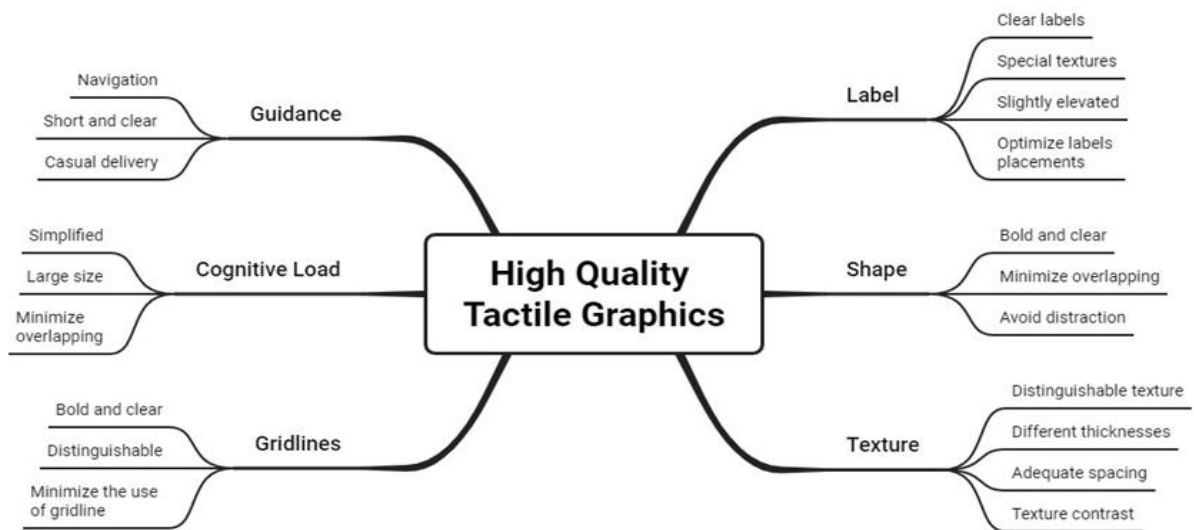 High Quality
Tactile Graphics
Guidance
Navigation
Short and clear
Casual delivery
Cognitive Load
Simplified
Large size
Minimize
overlapping
Gridlines
Bold and clear
Distinguishable
Minimize the use
of gridline
Label
Clear labels
Special textures
Slightly elevated
Optimize labels
placements
Shape
Bold and clear
Minimize overlapping
Avoid distraction
Texture
Distinguishable texture
Different thicknesses
Adequate spacing
Texture contrast